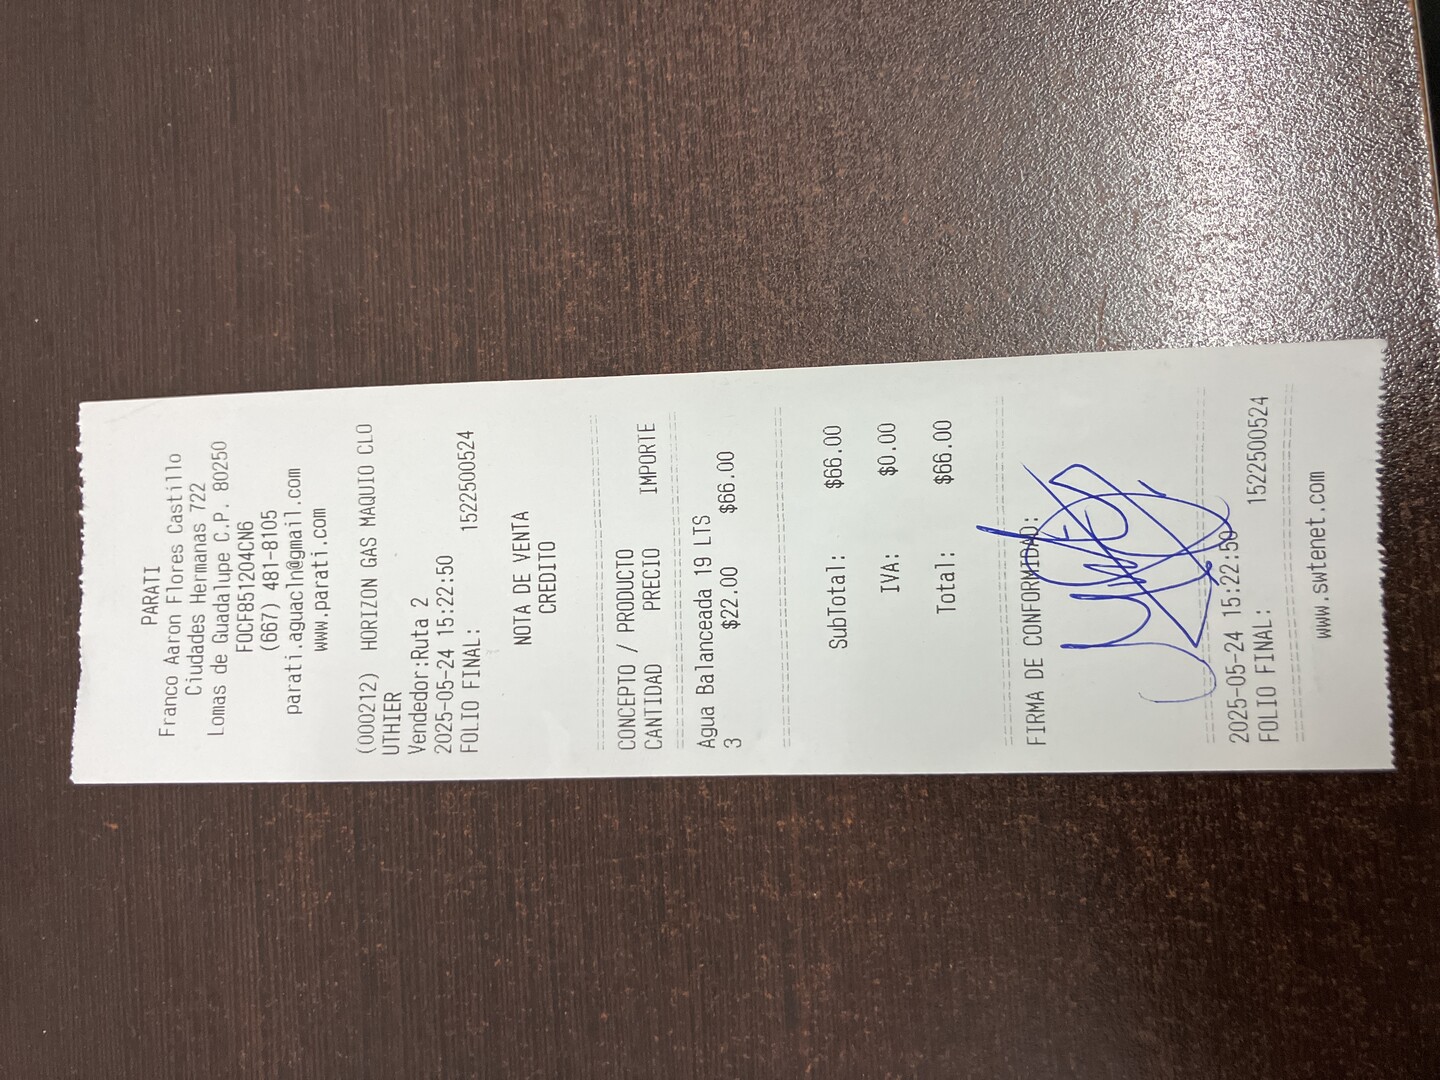 PARATI
Franco Aaron Flores Castillo
Ciudades Hermanas 722
Lomas de Guadalupe C.P. 80250
FOCF851204CN6
(667) 481-8105
parati.aguacln@gmail.com
www.parati.com
(000212) HORIZON GAS MAQUIO CLO
UTHIER
Vendedor:Ruta 2
2025-05-24 15:22:50
FOLIO FINAL: 1522500524
NOTA DE VENTA
CREDITO
CONCEPTO / PRODUCTO
CANTIDAD PRECIO IMPORTE
Agua Balanceada 19 LTS
3 $22.00 $66.00
SubTotal: $66.00
IVA: $0.00
Total: $66.00
FIRMA DE CONFORMIDAD:
2025-05-24 15:22:50
FOLIO FINAL: 1522500524
www.swtenet.com